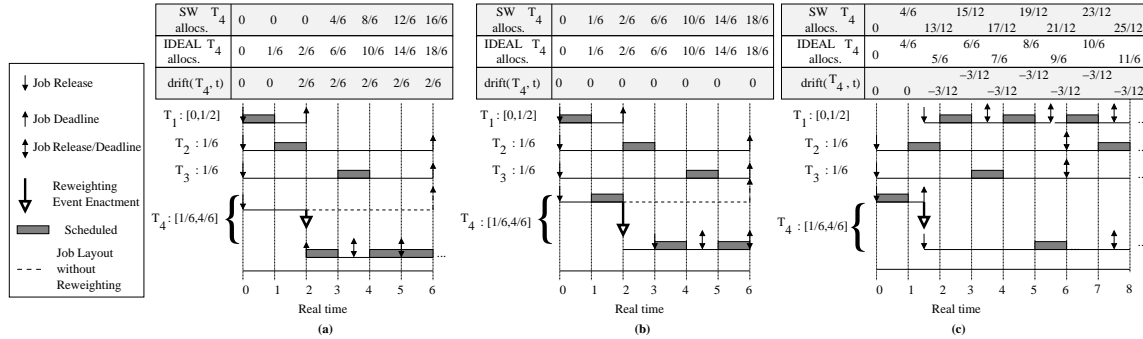 Job Release
Job Deadline
Job Release/Deadline
Reweighting
Event Enactment
Scheduled
Job Layout
without
Reweighting
SW T4 allocs. 0 0 0 4/6 8/6 12/6 16/6
IDEAL T4 allocs. 0 1/6 2/6 6/6 10/6 14/6 18/6
drift(T4, t) 0 0 2/6 2/6 2/6 2/6 2/6
T1 : [0,1/2]
T2 : 1/6
T3 : 1/6
T4 : [1/6,4/6]
...
0 1 2 3 4 5 6
Real time
(a)
SW T4 allocs. 0 1/6 2/6 6/6 10/6 14/6 18/6
IDEAL T4 allocs. 0 1/6 2/6 6/6 10/6 14/6 18/6
drift(T4, t) 0 0 0 0 0 0 0
T1 : [0,1/2]
T2 : 1/6
T3 : 1/6
T4 : [1/6,4/6]
...
0 1 2 3 4 5 6
Real time
(b)
SW T4 allocs. 0 4/6 13/12 15/12 17/12 19/12 21/12 23/12 25/12
IDEAL T4 allocs. 0 4/6 5/6 6/6 7/6 8/6 9/6 10/6 11/6
drift(T4, t) 0 0 −3/12 −3/12 −3/12 −3/12 −3/12 −3/12 −3/12
T1 : [0,1/2]
...
T2 : 1/6
...
T3 : 1/6
...
T4 : [1/6,4/6]
...
0 1 2 3 4 5 6 7 8
Real time
(c)